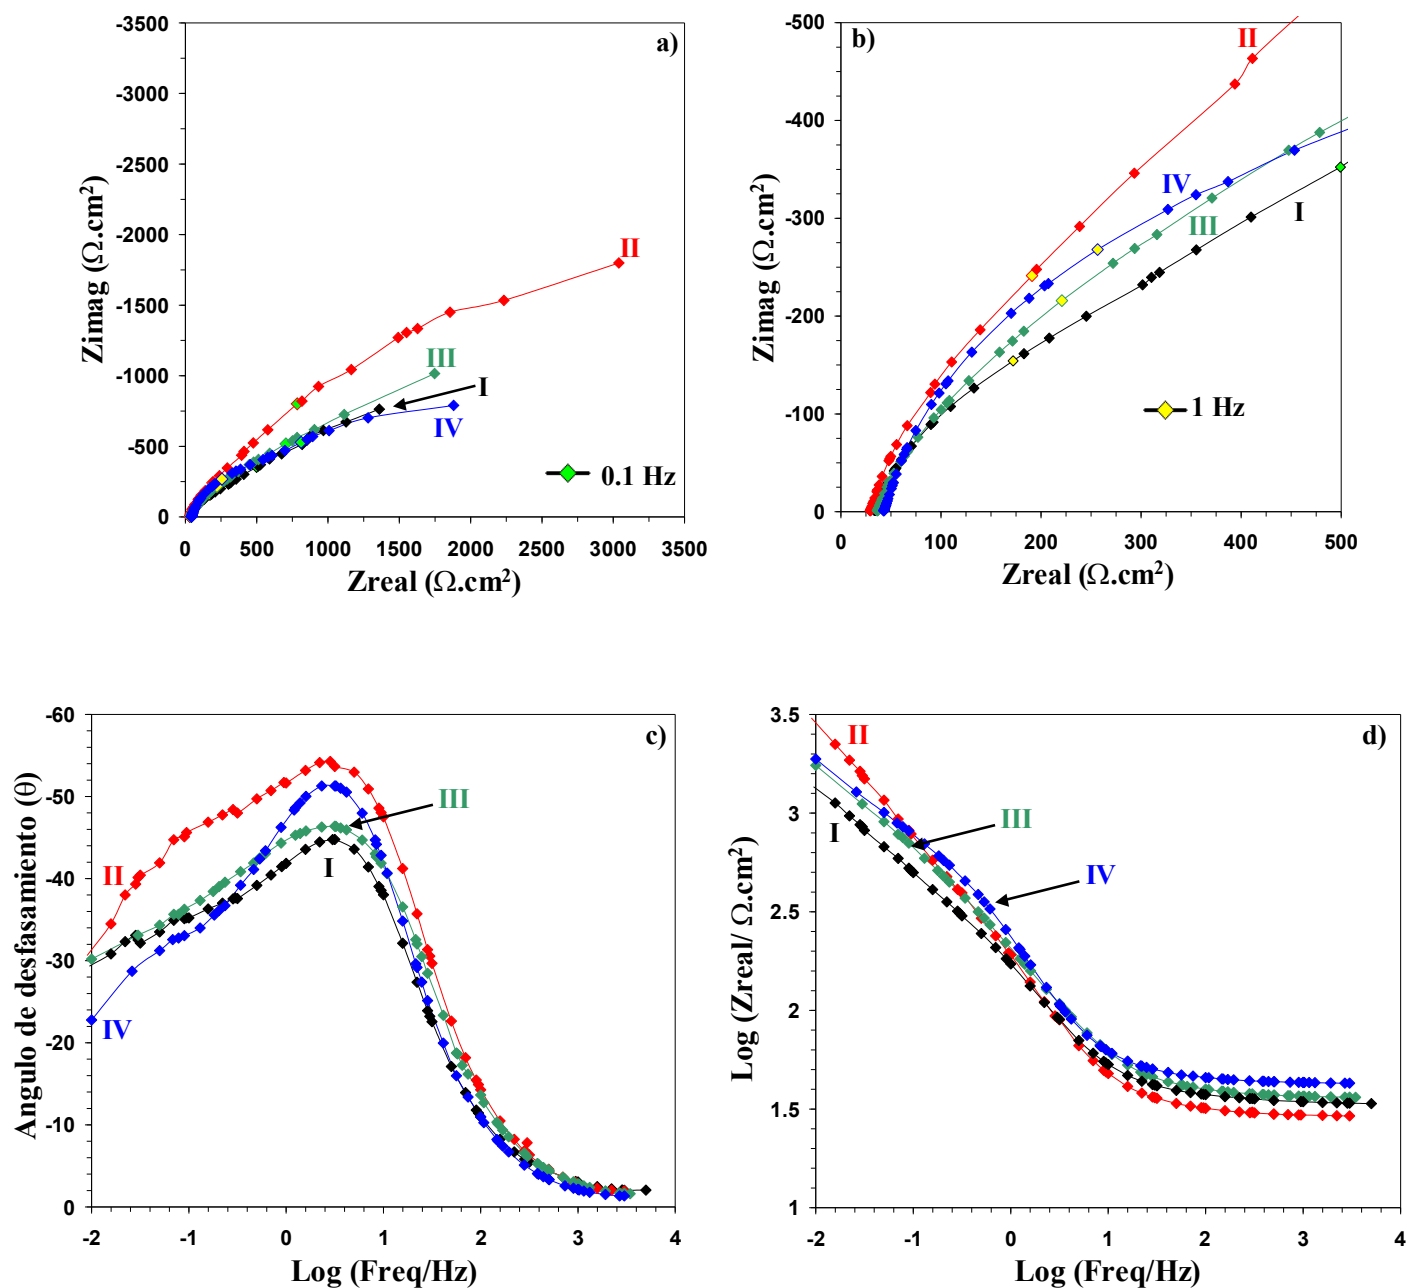 a)
-3500
-3000
-2500
-2000
-1500
-1000
-500
0
Zimag (Ω.cm²)
II
III
I
IV
0.1 Hz
0 500 1000 1500 2000 2500 3000 3500
Zreal (Ω.cm²)
b)
-500
-400
-300
-200
-100
0
Zimag (Ω.cm²)
II
IV
III
I
1 Hz
0 100 200 300 400 500
Zreal (Ω.cm²)
c)
-60
-50
-40
-30
-20
-10
0
Angulo de desfasamiento (θ)
III
II
I
IV
-2 -1 0 1 2 3 4
Log (Freq/Hz)
d)
3.5
3
2.5
2
1.5
1
Log (Zreal/ Ω.cm²)
II
I
III
IV
-2 -1 0 1 2 3 4
Log (Freq/Hz)